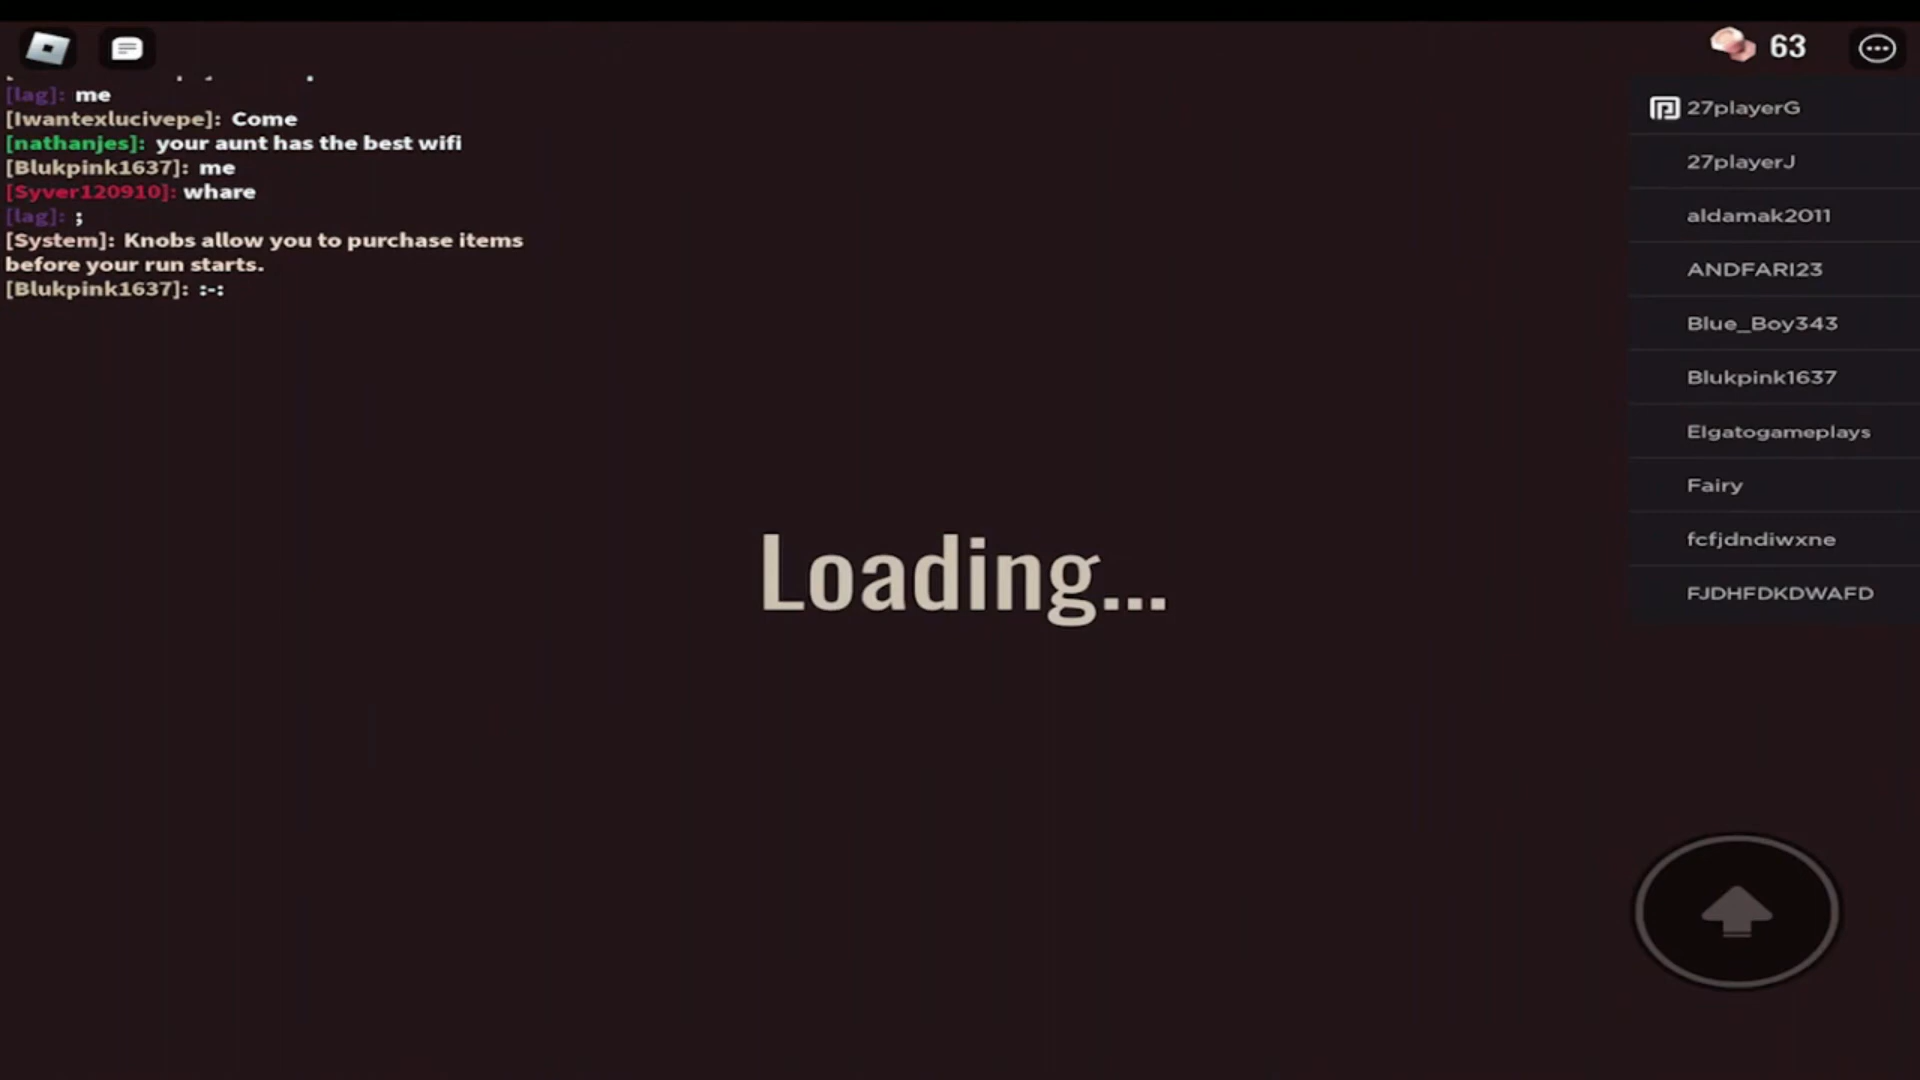 [lag]: me
[Iwantexlucivepe]: Come
[nathanjes]: your aunt has the best wifi
[Blukpink1637]: me
[Syver120910]: whare
[lag]: ;
[System]: Knobs allow you to purchase items
before your run starts.
[Blukpink1637]: :-:
63
27playerG
27playerJ
aldamak2011
ANDFARI23
Blue_Boy343
Blukpink1637
Elgatogameplays
Fairy
fcfjdndiwxne
FJDHFDKDWAFD
Loading...